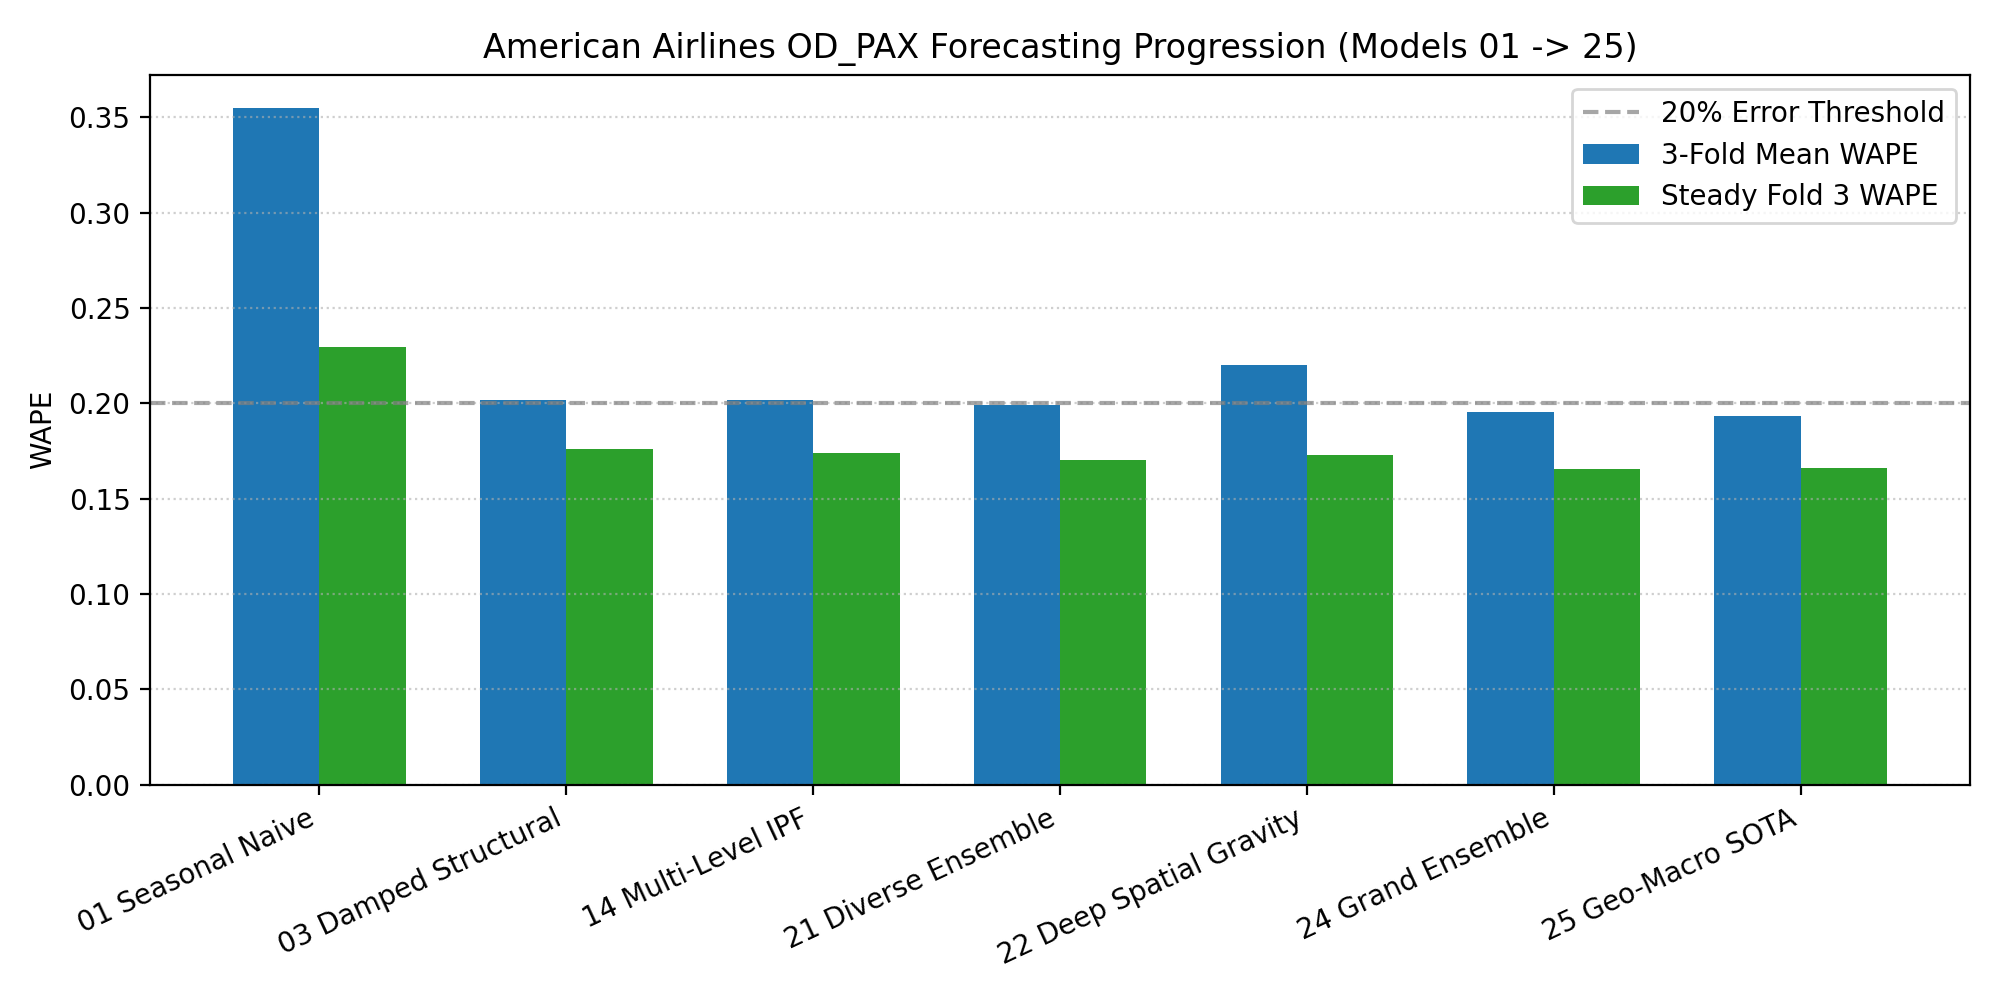 American Airlines OD_PAX Forecasting Progression (Models 01 -> 25)
20% Error Threshold
3-Fold Mean WAPE
Steady Fold 3 WAPE
WAPE
0.35
0.30
0.25
0.20
0.15
0.10
0.05
0.00
01 Seasonal Naive
03 Damped Structural
14 Multi-Level IPF
21 Diverse Ensemble
22 Deep Spatial Gravity
24 Grand Ensemble
25 Geo-Macro SOTA